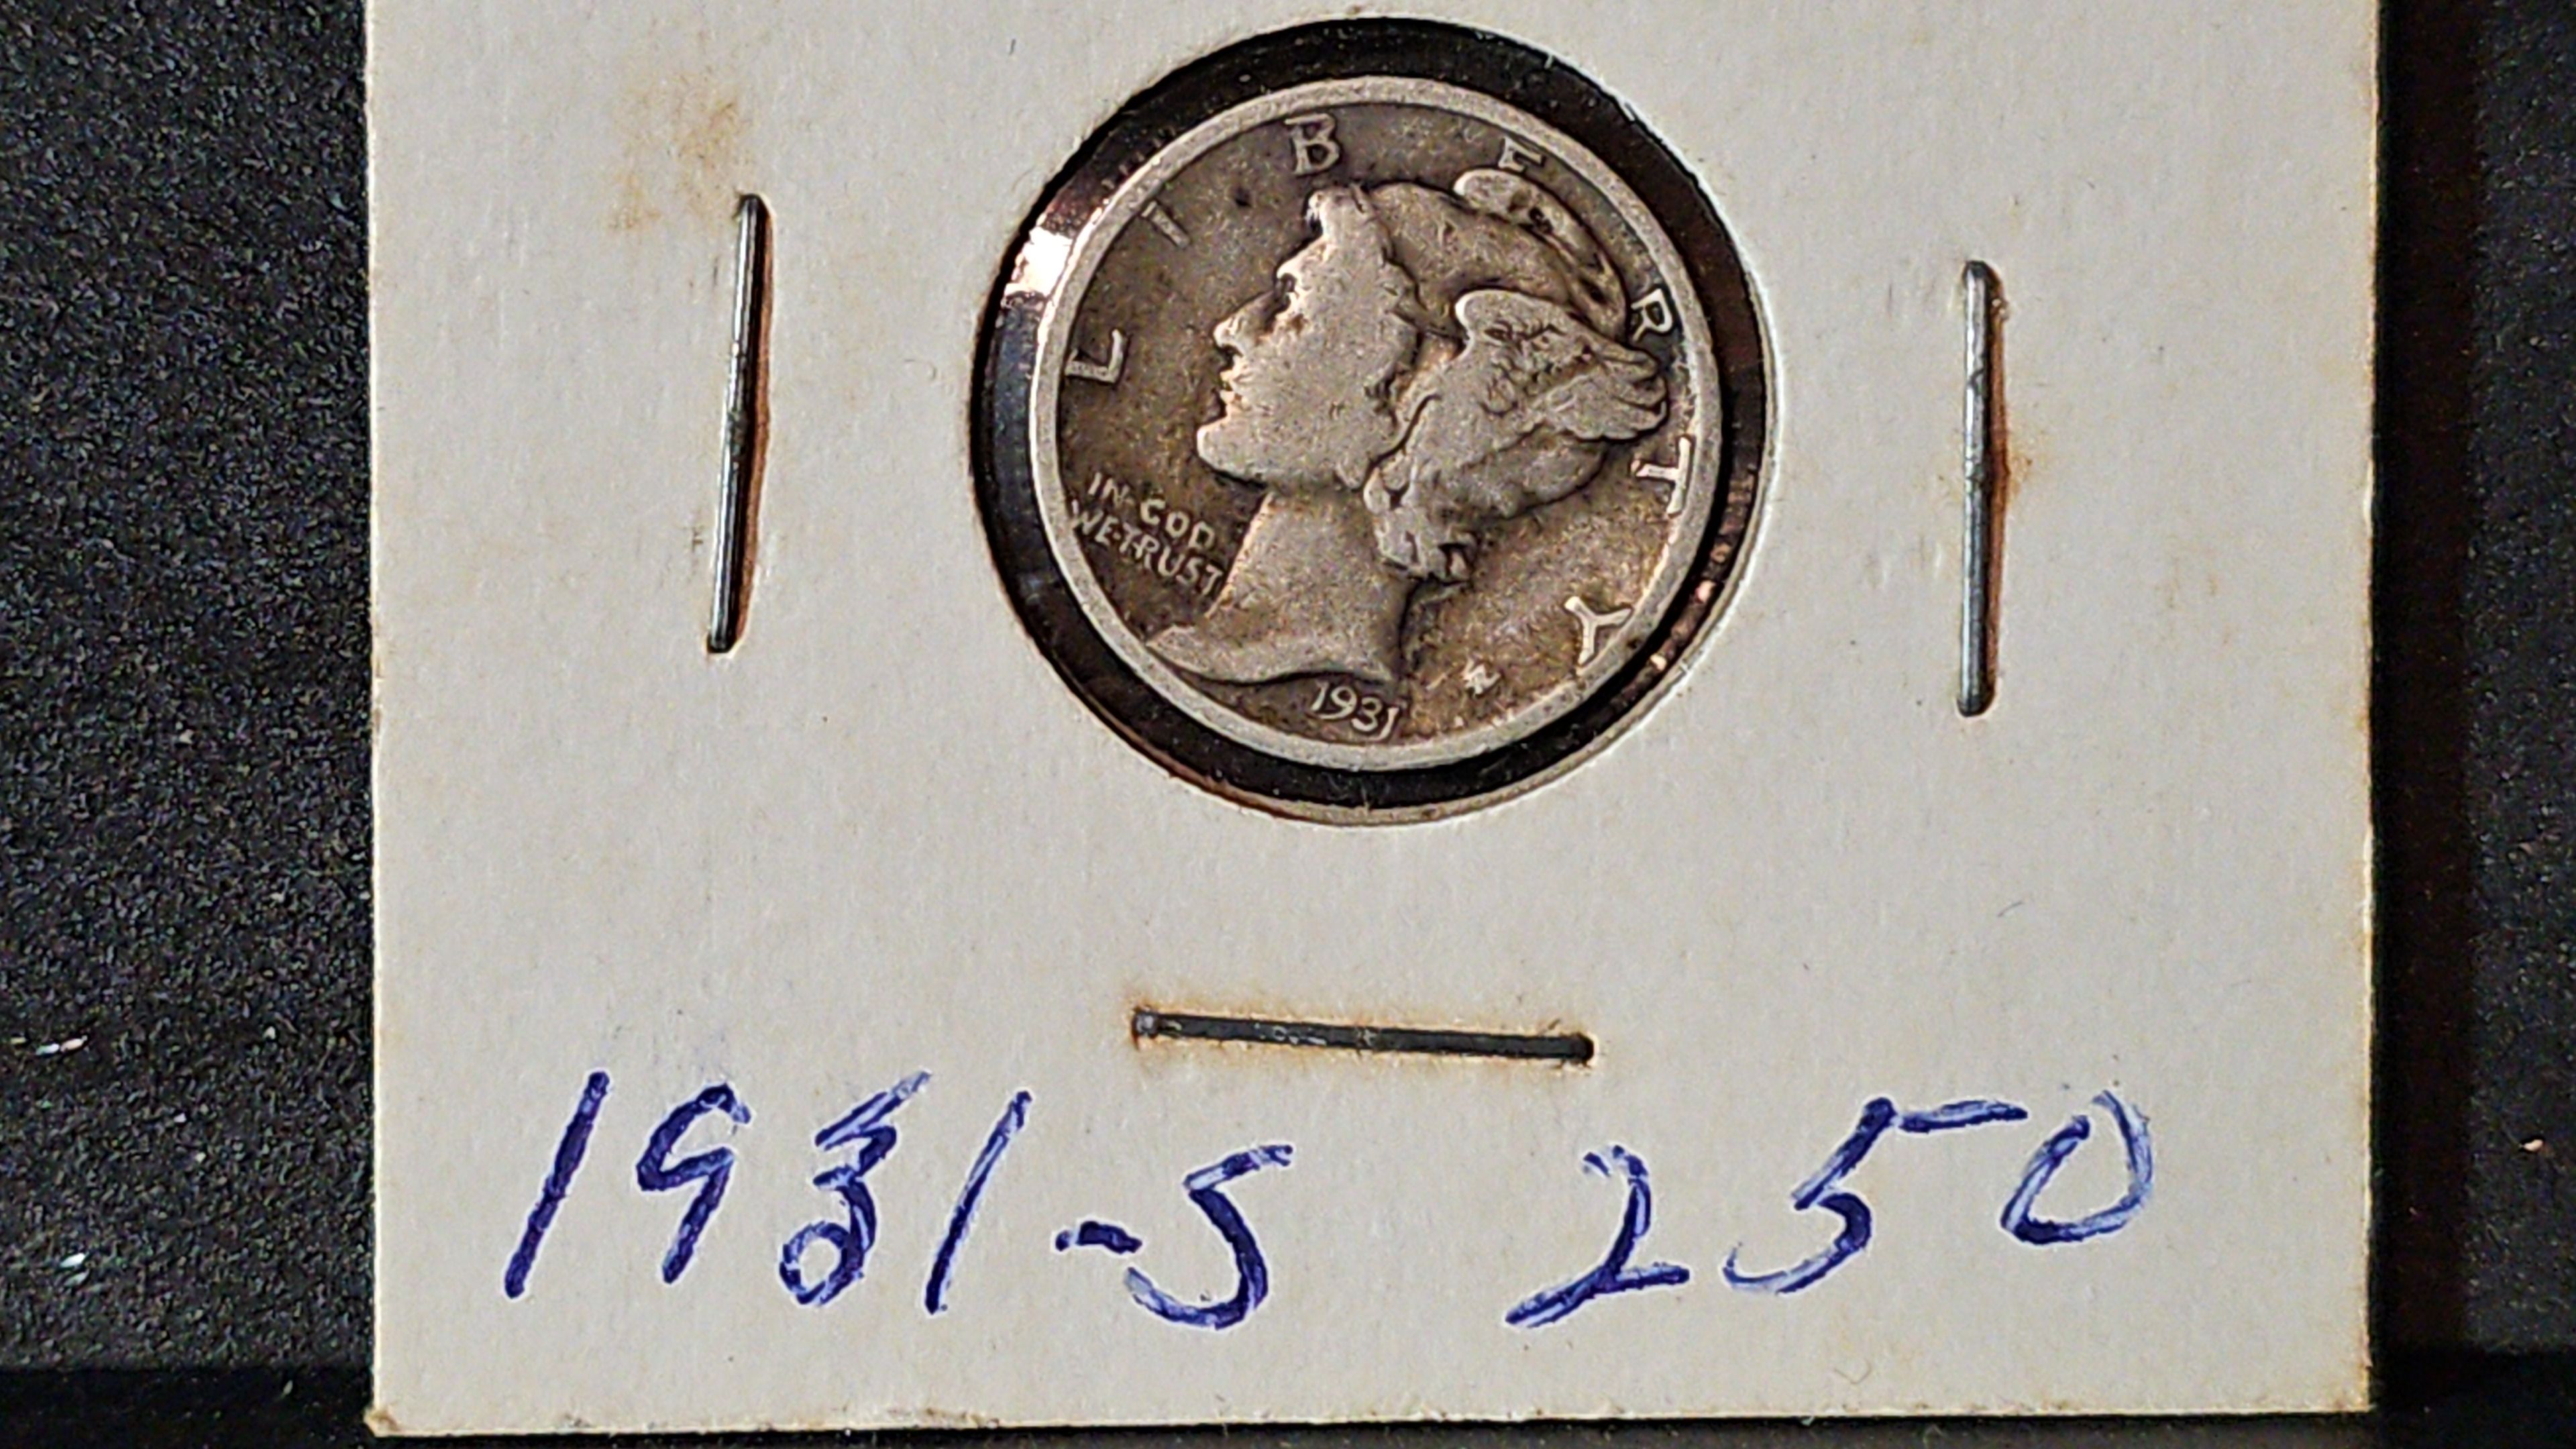 LIBERTY
IN·GOD
WE·TRUST
1931
1931-S 250